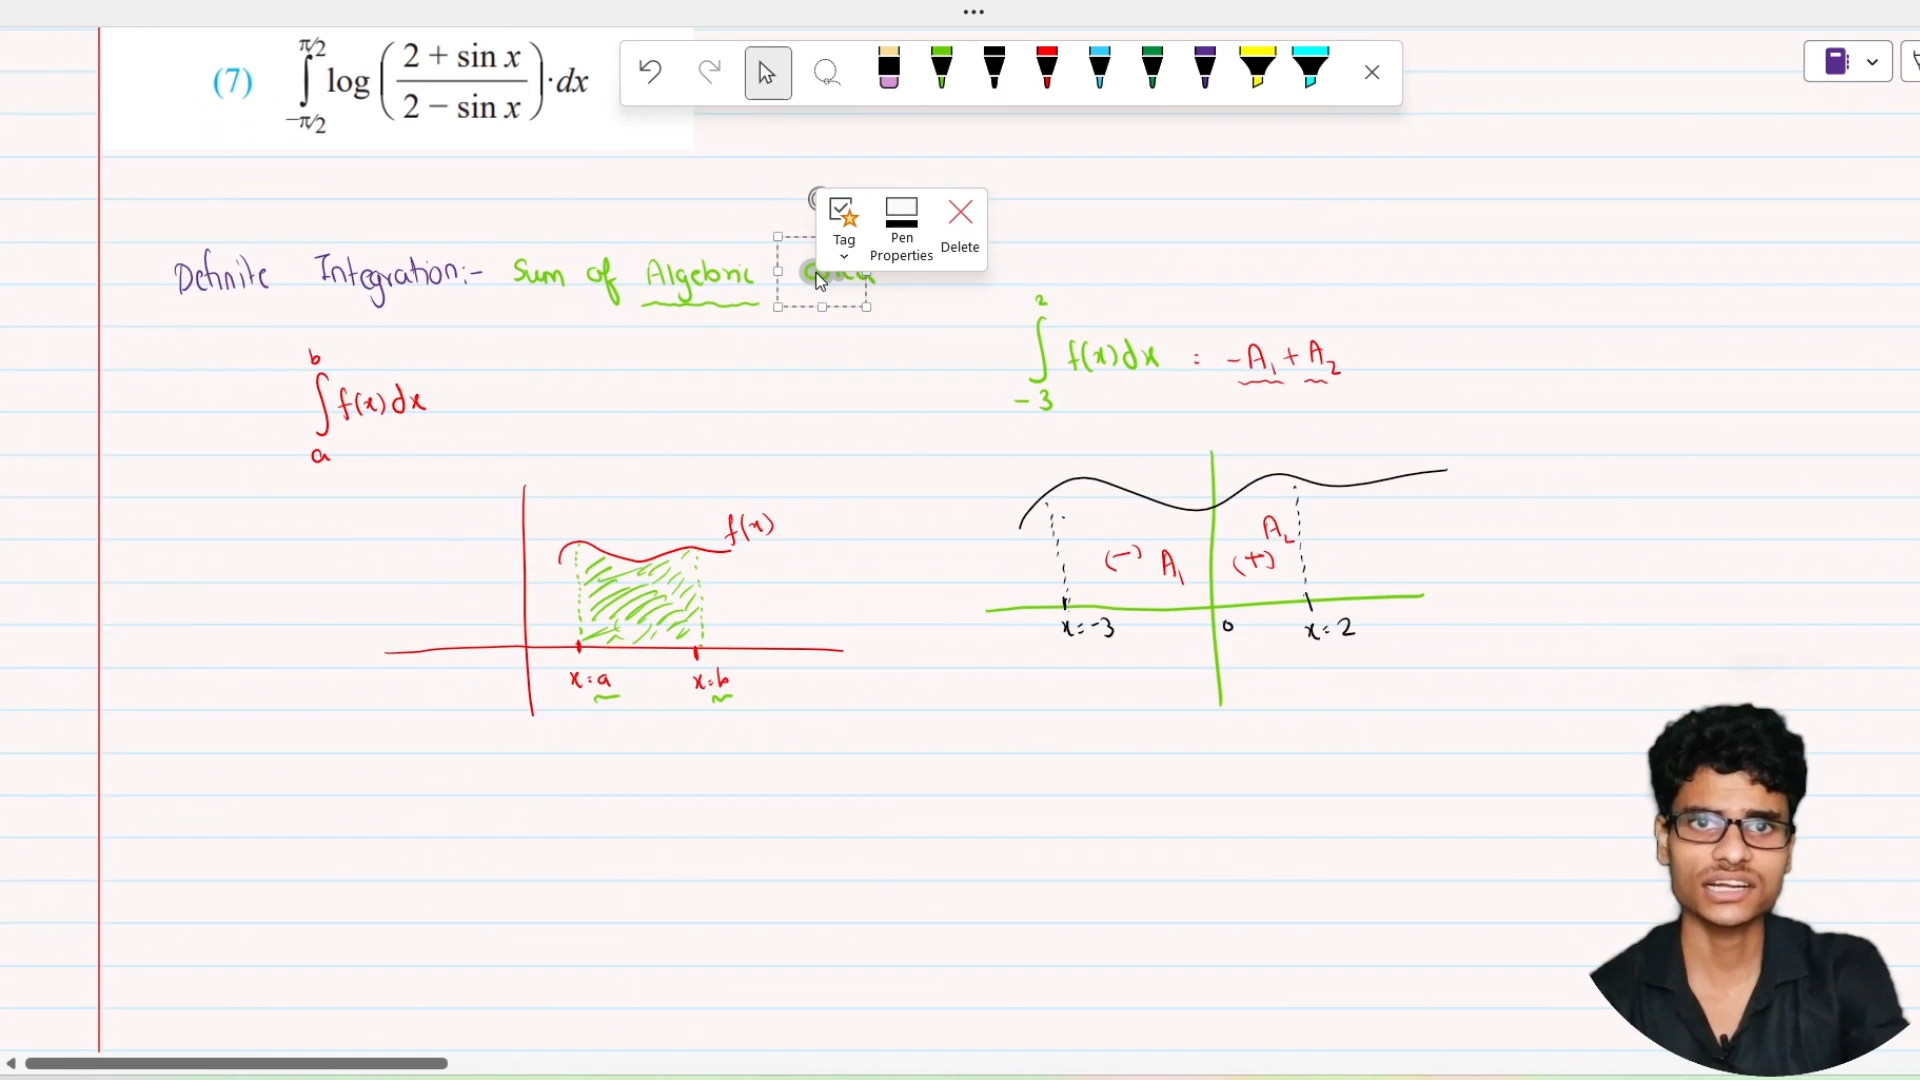 (7) ∫_{-π/2}^{π/2} log ( (2 + sin x) / (2 − sin x) ) · dx
Tag
Pen Properties
Delete
Definite Integration:- Sum of Algebric
∫_{a}^{b} f(x) dx
∫_{-3}^{2} f(x) dx : -A₁ + A₂
f(x)
x = a
x = b
(-) A₁
A₂
(+)
x = -3
0
x = 2